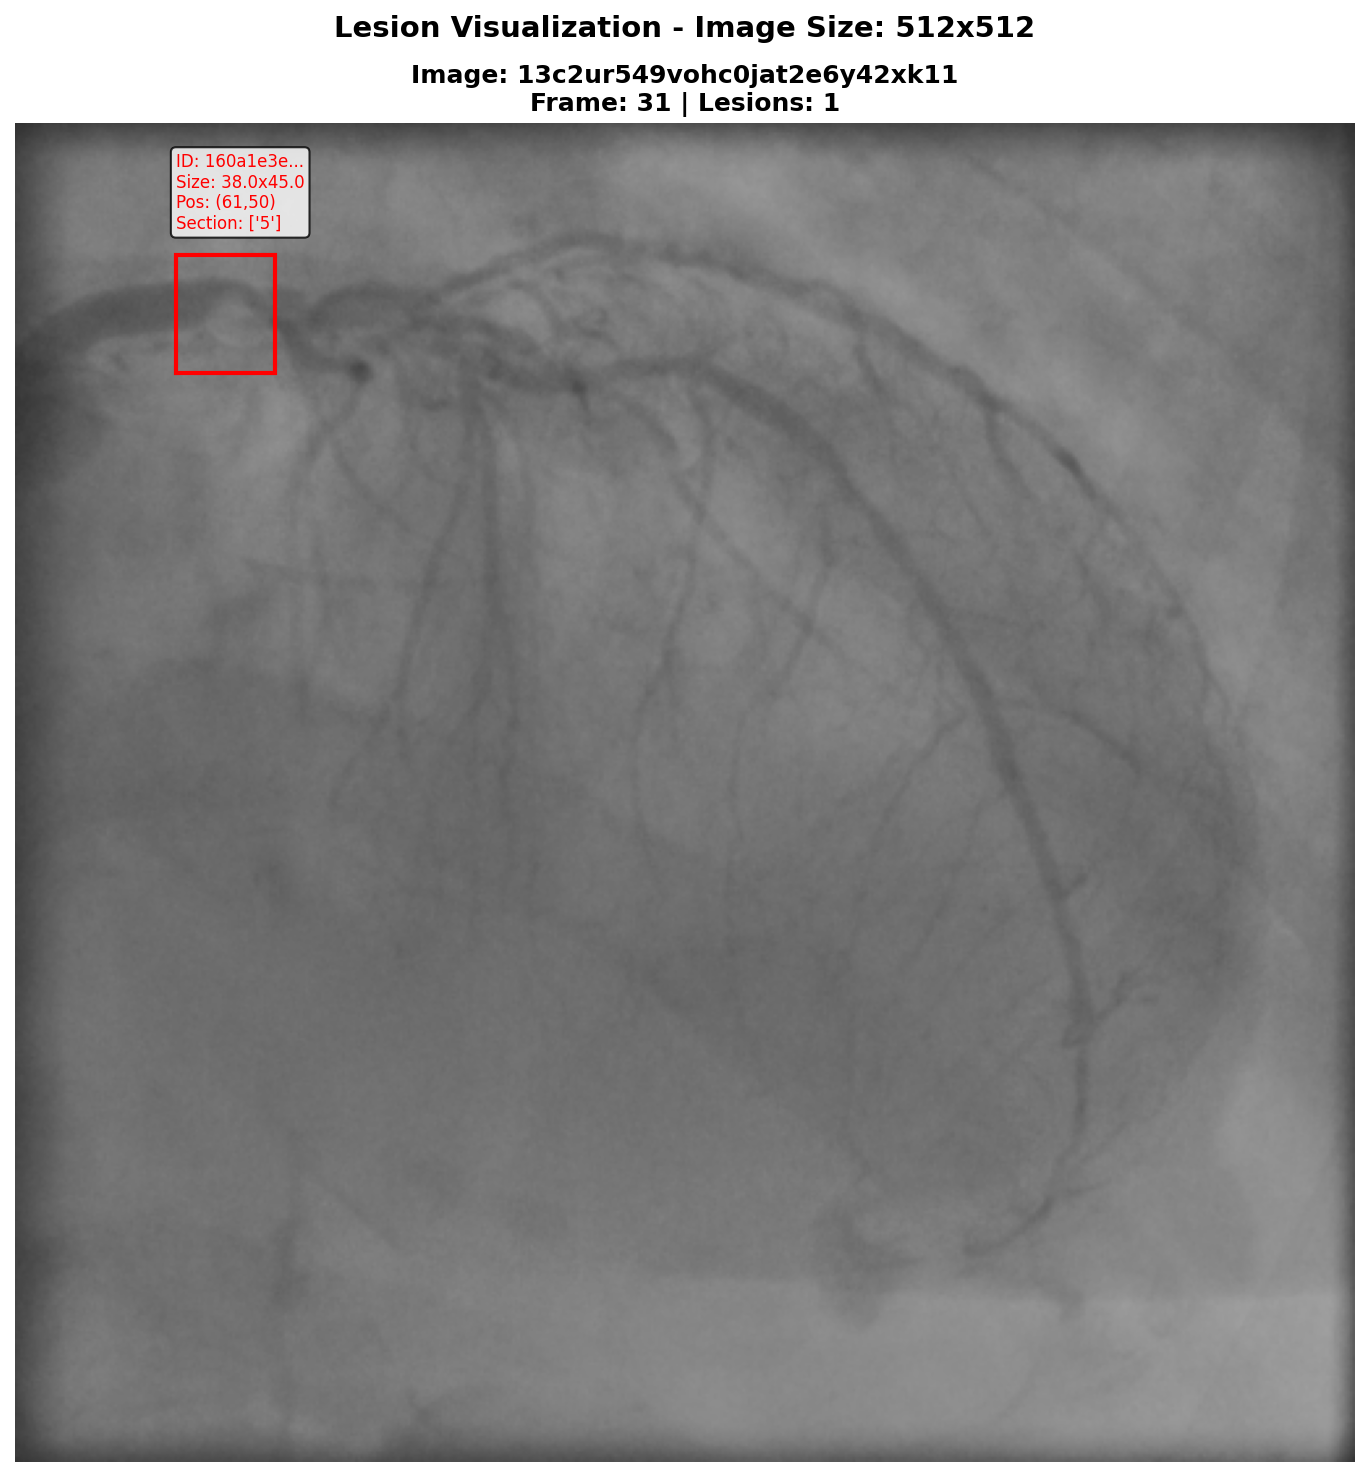 Lesion Visualization - Image Size: 512x512
Image: 13c2ur549vohc0jat2e6y42xk11
Frame: 31 | Lesions: 1
ID: 160a1e3e...
Size: 38.0x45.0
Pos: (61,50)
Section: ['5']